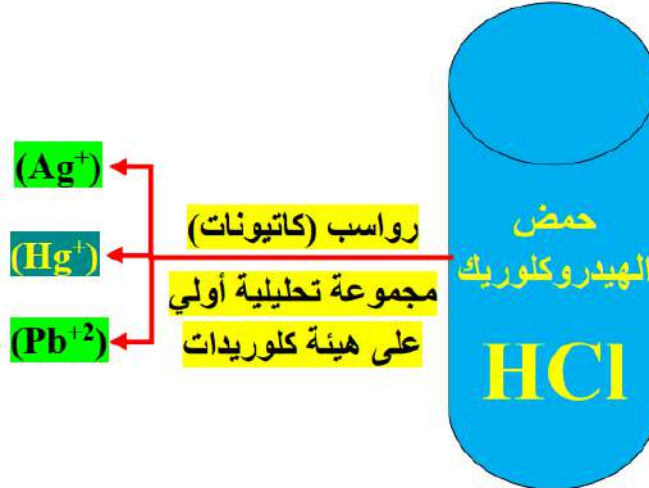 حمض
الهيدروكلوريك
HCl
رواسب (كاتيونات)
مجموعة تحليلية أولي
على هيئة كلوريدات
(Ag⁺)
(Hg⁺)
(Pb⁺²)